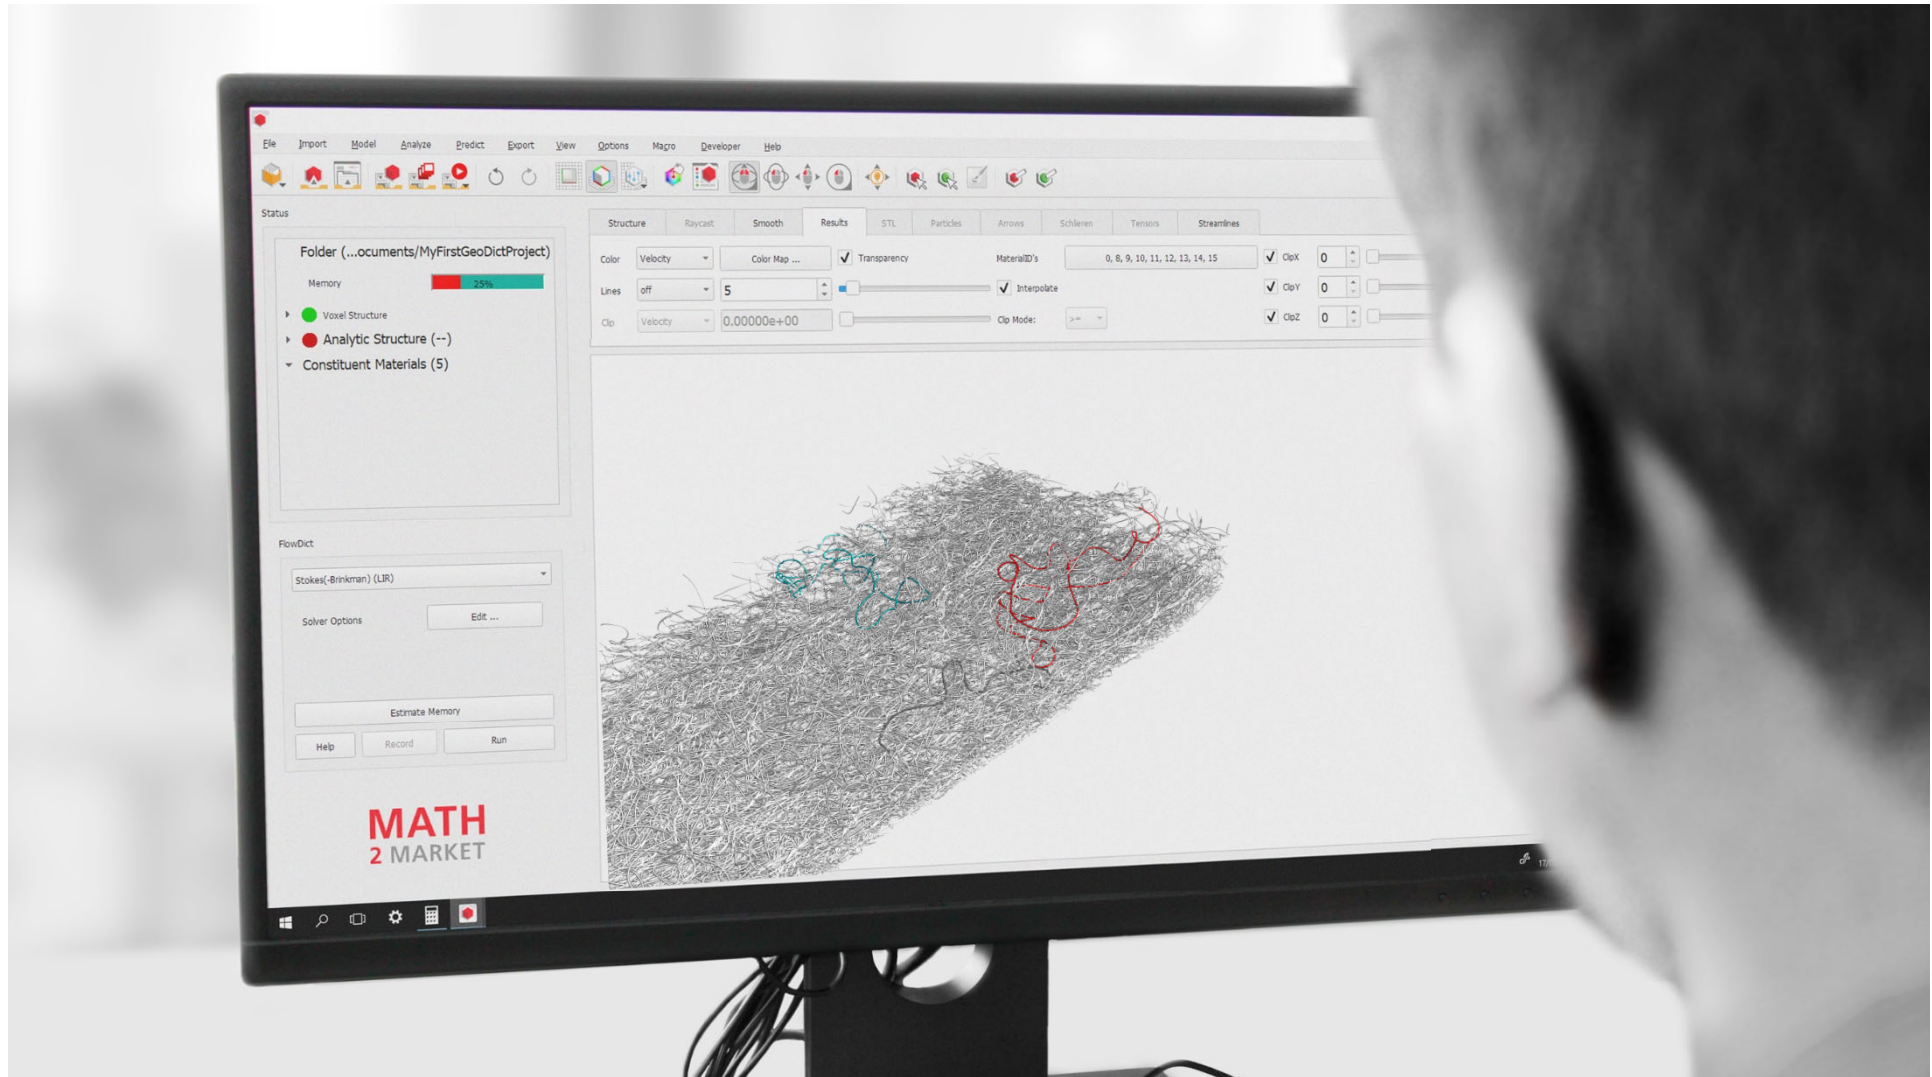 File Import Model Analyze Predict Export View Options Macro Developer Help
Status
Folder (...ocuments/MyFirstGeoDictProject)
Memory 25%
Voxel Structure
Analytic Structure (--)
Constituent Materials (5)
Structure Raycast Smooth Results STL Particles Arrows Schlieren Tensors Streamlines
Color Velocity Color Map ... Transparency MaterialID's 0, 8, 9, 10, 11, 12, 13, 14, 15 ClipX 0
Lines off 5 Interpolate ClipY 0
Clip Velocity 0.00000e+00 Clip Mode: >= ClipZ 0
FlowDict
Stokes(-Brinkman) (LIR)
Solver Options Edit ...
Estimate Memory
Help Record Run
MATH
2 MARKET